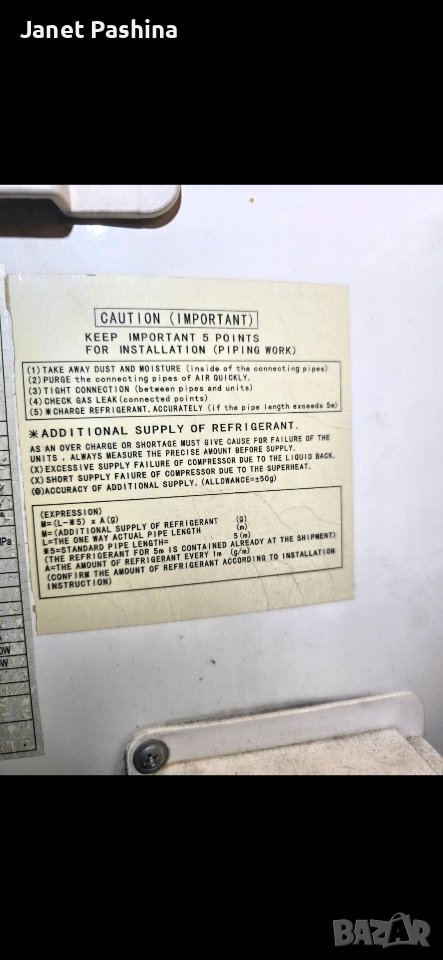 Janet Pashina
CAUTION (IMPORTANT)
KEEP IMPORTANT 5 POINTS
FOR INSTALLATION (PIPING WORK)
(1) TAKE AWAY DUST AND MOISTURE (inside of the connecting pipes)
(2) PURGE the connecting pipes of AIR QUICKLY.
(3) TIGHT CONNECTION (between pipes and units)
(4) CHECK GAS LEAK (connected points)
(5) ※CHARGE REFRIGERANT. ACCURATELY (if the pipe length exceeds 5m)
※ADDITIONAL SUPPLY OF REFRIGERANT.
AS AN OVER CHARGE OR SHORTAGE MUST GIVE CAUSE FOR FAILURE OF THE
UNITS . ALWAYS MEASURE THE PRECISE AMOUNT BEFORE SUPPLY.
(X) EXCESSIVE SUPPLY FAILURE OF COMPRESSOR DUE TO THE LIQUID BACK.
(X) SHORT SUPPLY FAIURE OF COMPRESSOR DUE TO THE SUPERHEAT.
(⊙) ACCURACY OF ADDITIONAL SUPPLY. (ALLOWANCE=±50g)
(EXPRESSION)
M=(L-※5) x A(g)
M=(ADDITIONAL SUPPLY OF REFRIGERANT (g)
L=THE ONE WAY ACTUAL PIPE LENGTH (m)
※5=STANDARD PIPE LENGTH= 5(m)
(THE REFRIGERANT FOR 5m IS CONTAINED ALREADY AT THE SHIPMENT)
A=THE AMOUNT OF REFRIGERANT EVERY 1m (g/m)
(CONFIRM THE AMOUNT OF REFRIGERANT ACCORDING TO INSTALLATION
INSTRUCTION)
BAZAR